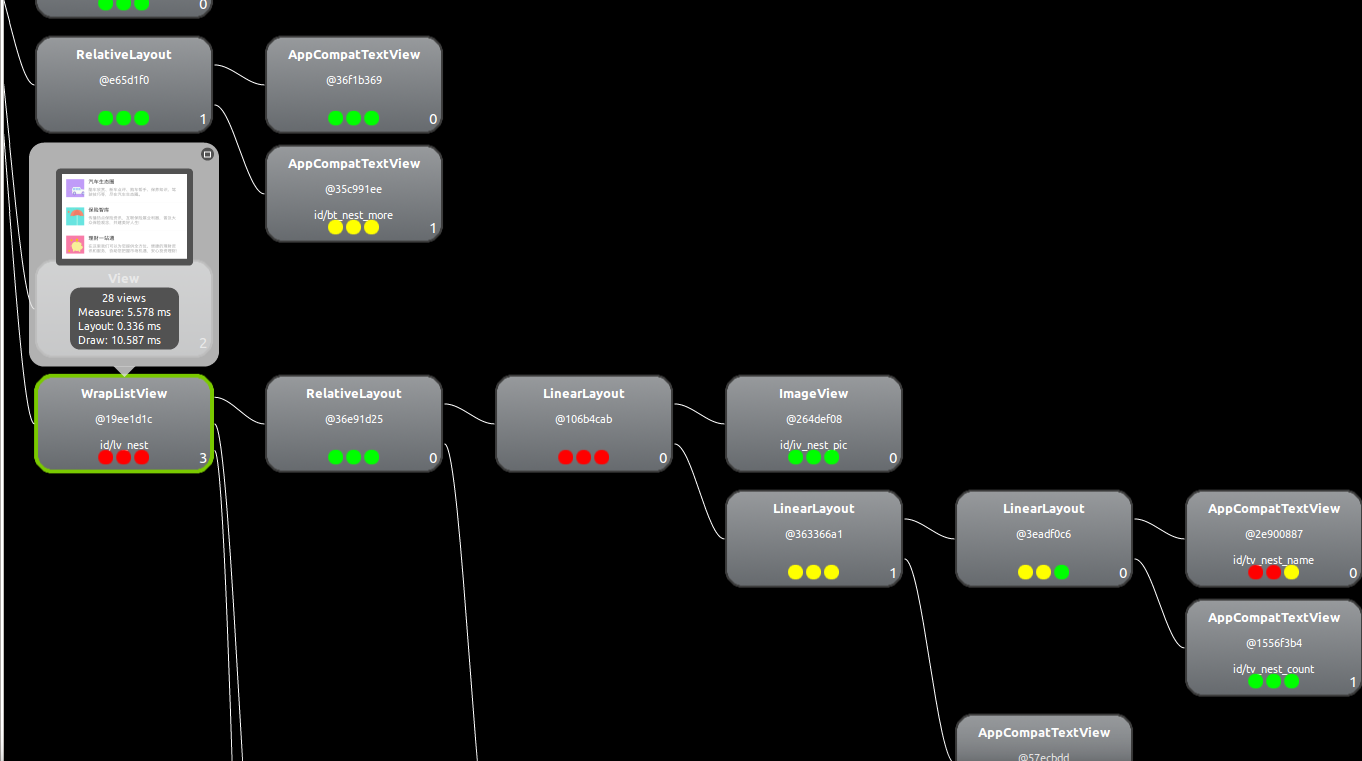 0
RelativeLayout
@e65d1f0
1
AppCompatTextView
@36f1b369
0
AppCompatTextView
@35c991ee
id/bt_nest_more
1
汽车生态圈
保险智库
理财一站通
View
28 views
Measure: 5.578 ms
Layout: 0.336 ms
Draw: 10.587 ms
2
WrapListView
@19ee1d1c
id/lv_nest
3
RelativeLayout
@36e91d25
0
LinearLayout
@106b4cab
0
ImageView
@264def08
id/iv_nest_pic
0
LinearLayout
@363366a1
1
LinearLayout
@3eadf0c6
0
AppCompatTextView
@2e900887
id/tv_nest_name
0
AppCompatTextView
@1556f3b4
id/tv_nest_count
1
AppCompatTextView
@57ecbdd